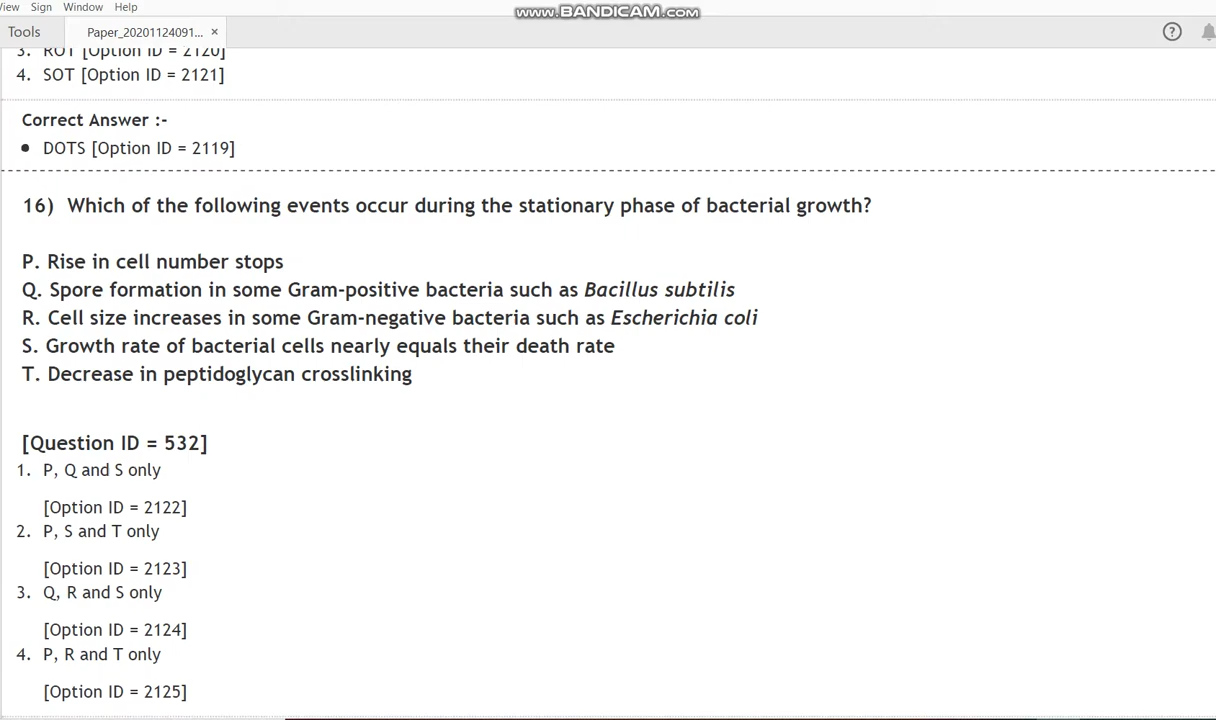 View Sign Window Help
www.BANDICAM.com
Tools Paper_20201124091... × ?
3. ROT [Option ID = 2120]
4. SOT [Option ID = 2121]
Correct Answer :-
• DOTS [Option ID = 2119]
16) Which of the following events occur during the stationary phase of bacterial growth?
P. Rise in cell number stops
Q. Spore formation in some Gram-positive bacteria such as Bacillus subtilis
R. Cell size increases in some Gram-negative bacteria such as Escherichia coli
S. Growth rate of bacterial cells nearly equals their death rate
T. Decrease in peptidoglycan crosslinking
[Question ID = 532]
1. P, Q and S only
[Option ID = 2122]
2. P, S and T only
[Option ID = 2123]
3. Q, R and S only
[Option ID = 2124]
4. P, R and T only
[Option ID = 2125]